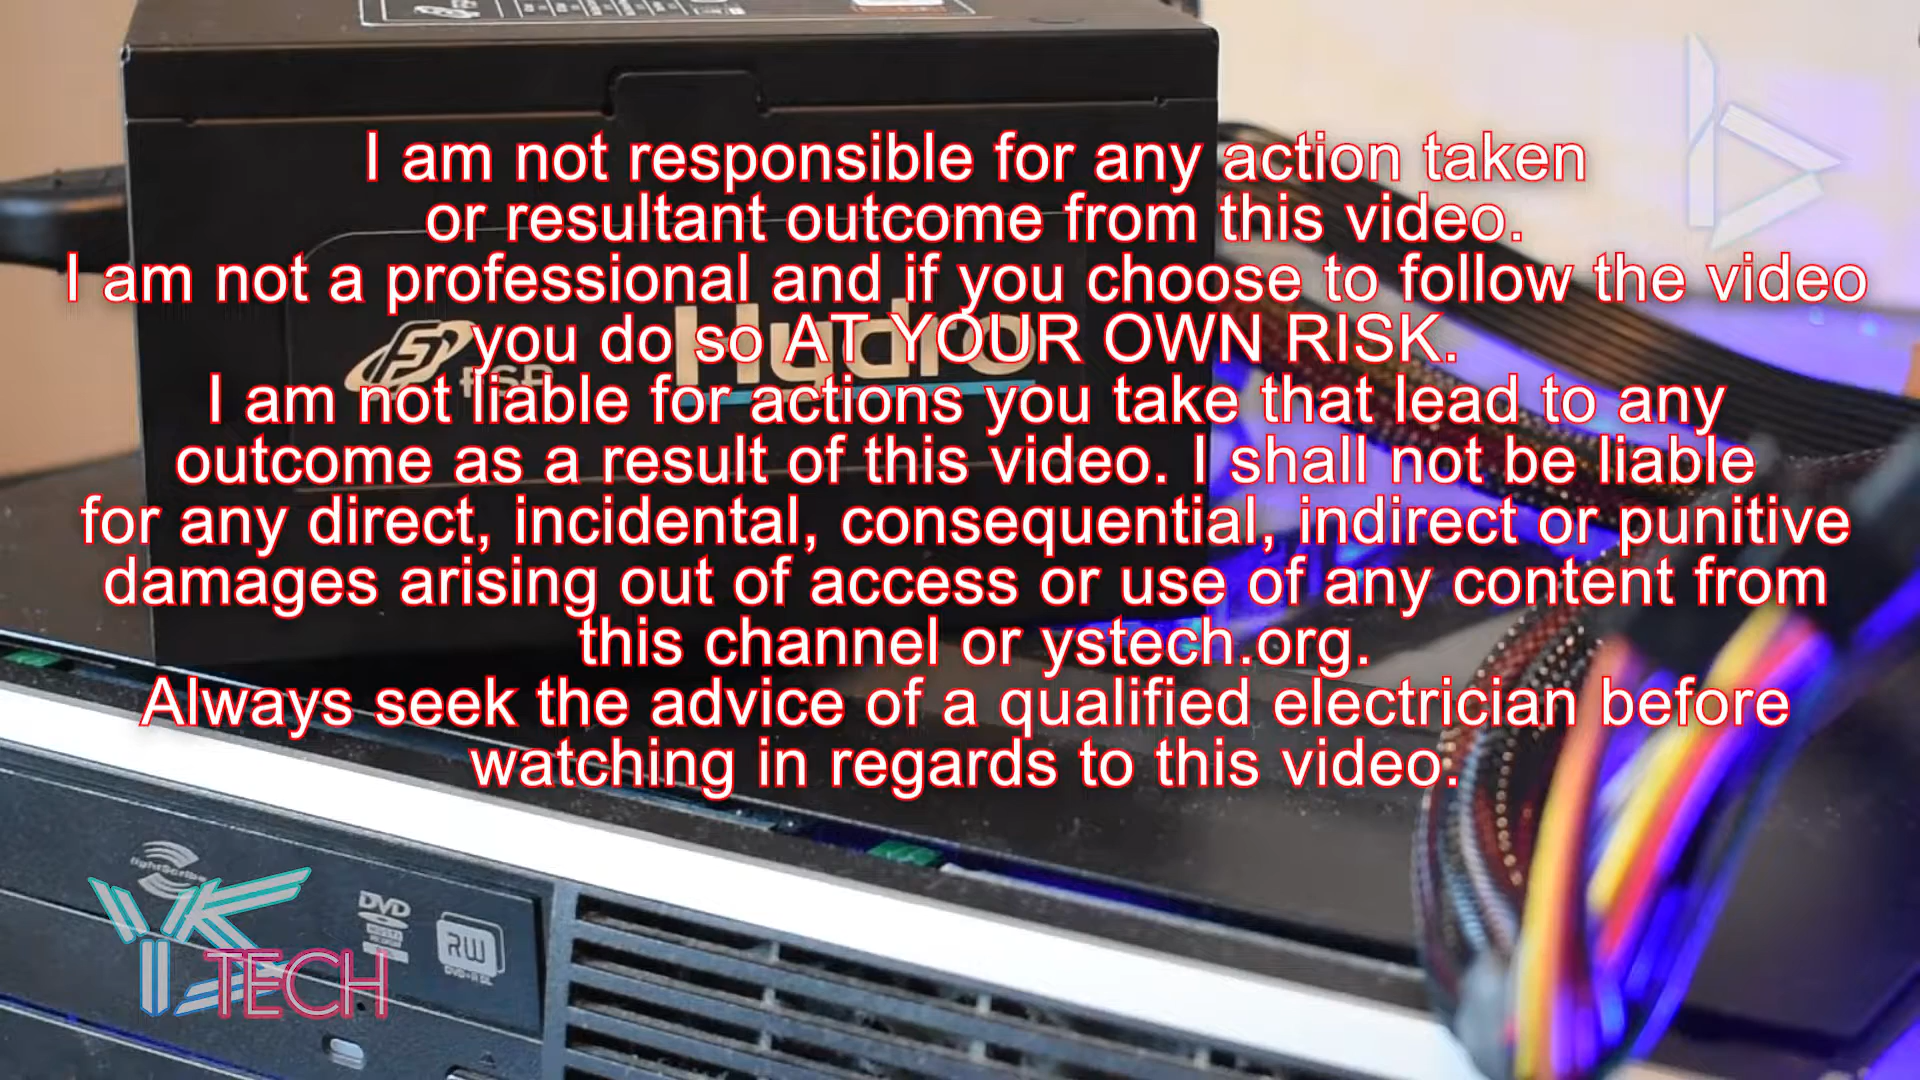 I am not responsible for any action taken
or resultant outcome from this video.
I am not a professional and if you choose to follow the video
you do so AT YOUR OWN RISK.
I am not liable for actions you take that lead to any
outcome as a result of this video. I shall not be liable
for any direct, incidental, consequential, indirect or punitive
damages arising out of access or use of any content from
this channel or ystech.org.
Always seek the advice of a qualified electrician before
watching in regards to this video.
Hydro
FSP
lightScribe
DVD
RW
YS
TECH